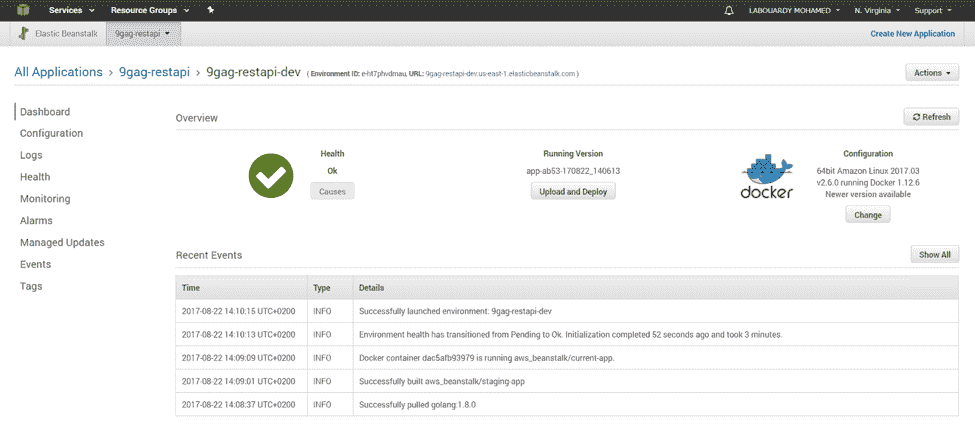 Services Resource Groups LABOUARDY MOHAMED N. Virginia Support
Elastic Beanstalk 9gag-restapi Create New Application
All Applications > 9gag-restapi > 9gag-restapi-dev ( Environment ID: e-ht7phvdmau, URL: 9gag-restapi-dev.us-east-1.elasticbeanstalk.com ) Actions
Dashboard
Configuration
Logs
Health
Monitoring
Alarms
Managed Updates
Events
Tags
Overview Refresh
Health
Ok
Causes
Running Version
app-ab53-170822_140613
Upload and Deploy
docker
Configuration
64bit Amazon Linux 2017.03
v2.6.0 running Docker 1.12.6
Newer version available
Change
Recent Events Show All
Time Type Details
2017-08-22 14:10:15 UTC+0200 INFO Successfully launched environment: 9gag-restapi-dev
2017-08-22 14:10:13 UTC+0200 INFO Environment health has transitioned from Pending to Ok. Initialization completed 52 seconds ago and took 3 minutes.
2017-08-22 14:09:09 UTC+0200 INFO Docker container dac5afb93979 is running aws_beanstalk/current-app.
2017-08-22 14:09:01 UTC+0200 INFO Successfully built aws_beanstalk/staging-app
2017-08-22 14:08:37 UTC+0200 INFO Successfully pulled golang:1.8.0